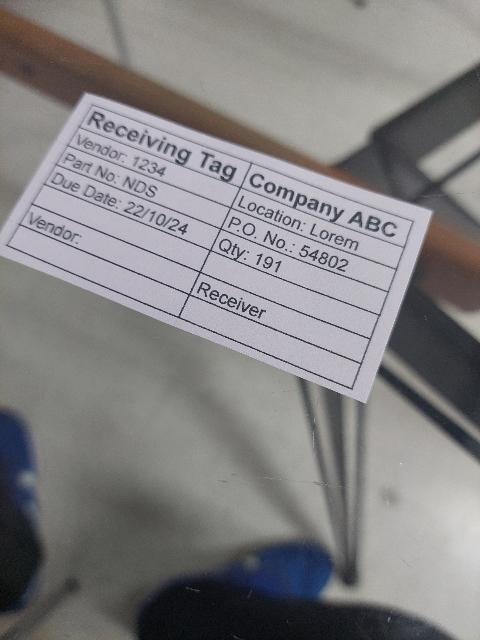 Receiving Tag
Company ABC
Vendor: 1234
Location: Lorem
Part No: NDS
P.O. No.: 54802
Due Date: 22/10/24
Qty: 191
Vendor:
Receiver